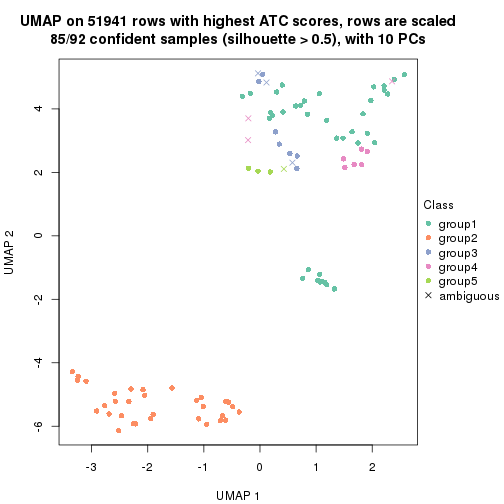 UMAP on 51941 rows with highest ATC scores, rows are scaled
85/92 confident samples (silhouette > 0.5), with 10 PCs
UMAP 2
4
2
0
-2
-4
-6
-3
-2
-1
0
1
2
UMAP 1
Class
group1
group2
group3
group4
group5
ambiguous